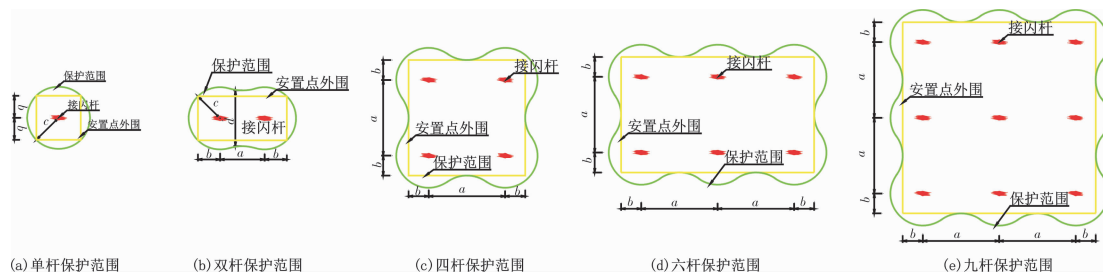 保护范围
接闪杆
b
c
b
安置点外围
(a)单杆保护范围
保护范围
安置点外围
c
d
接闪杆
b
a
b
(b)双杆保护范围
b
接闪杆
a
安置点外围
b
保护范围
b
a
b
(c)四杆保护范围
b
接闪杆
a
安置点外围
b
保护范围
b
a
a
b
(d)六杆保护范围
b
接闪杆
a
安置点外围
a
保护范围
b
b
a
a
b
(e)九杆保护范围